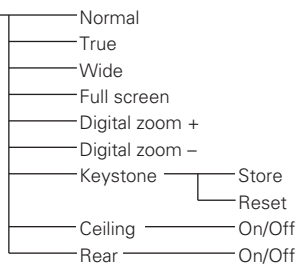 Normal
True
Wide
Full screen
Digital zoom +
Digital zoom –
Keystone Store
Reset
Ceiling On/Off
Rear On/Off